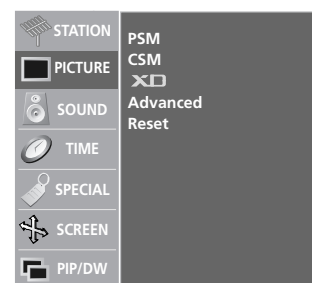 STATION
PICTURE
SOUND
TIME
SPECIAL
SCREEN
PIP/DW
PSM
CSM
XD
Advanced
Reset